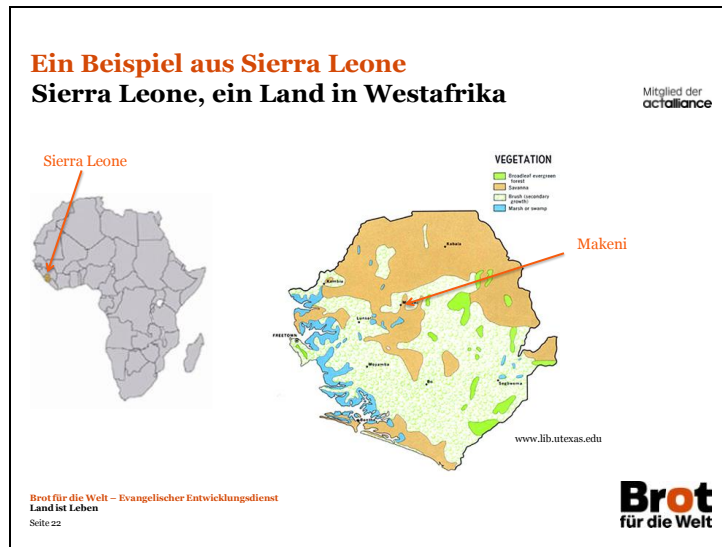 Ein Beispiel aus Sierra Leone
Sierra Leone, ein Land in Westafrika
Mitglied der
actalliance
Sierra Leone
VEGETATION
Broadleaf evergreen
forest
Savanna
Brush (secondary
growth)
Marsh or swamp
Makeni
Kabala
Kambia
Lunsar
FREETOWN
Moyamba
Bo
Segbwema
www.lib.utexas.edu
Brot für die Welt – Evangelischer Entwicklungsdienst
Land ist Leben
Seite 22
Brot
für die Welt